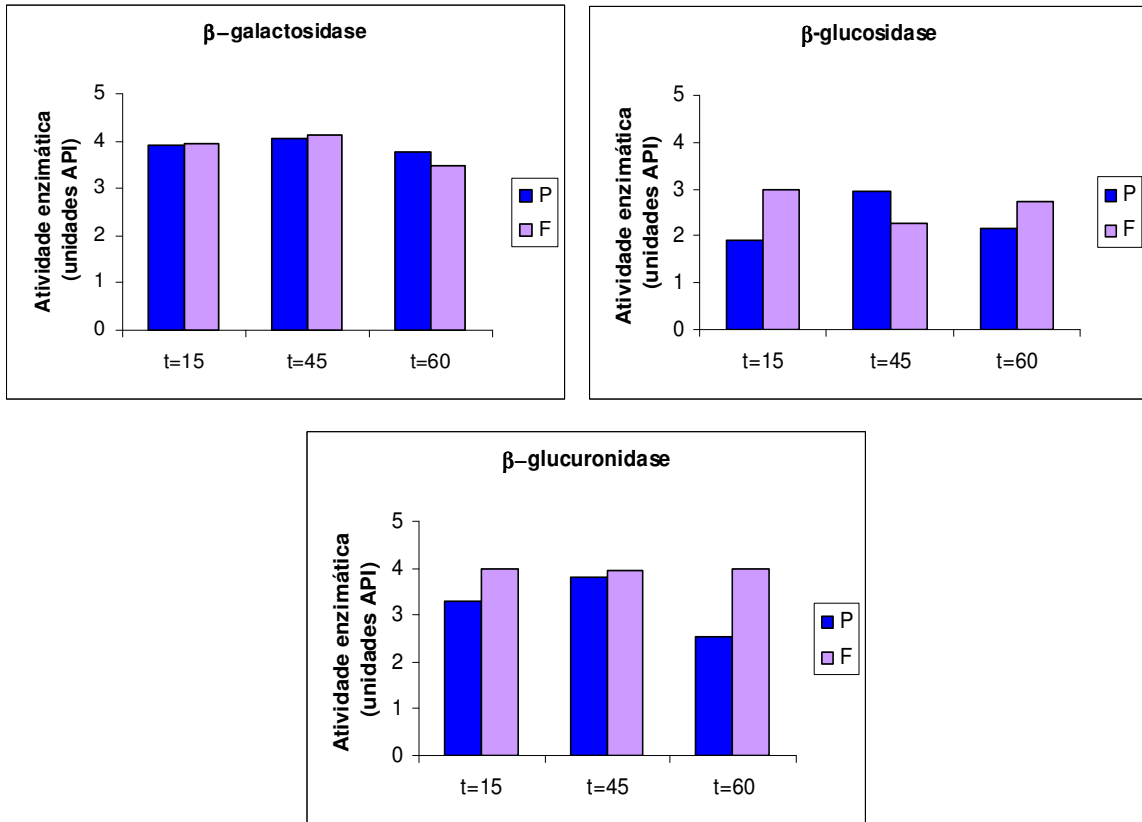 β–galactosidase
Atividade enzimática
(unidades API)
5
4
3
2
1
0
t=15 t=45 t=60
P
F
β-glucosidase
Atividade enzimática
(unidades API)
5
4
3
2
1
0
t=15 t=45 t=60
P
F
β–glucuronidase
Atividade enzimática
(unidades API)
5
4
3
2
1
0
t=15 t=45 t=60
P
F